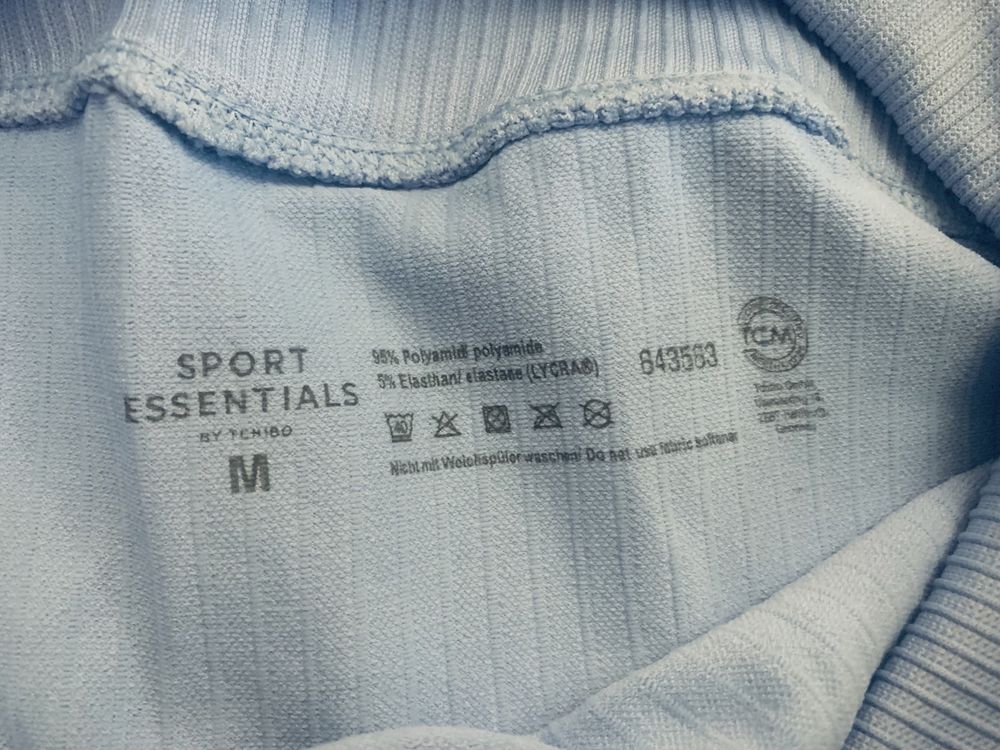 SPORT
ESSENTIALS
BY TCHIBO
M
95% Polyamid/ polyamide
5% Elasthan/ elastane (LYCRA®)
40
Nicht mit Weichspüler waschen/ Do not use fabric softener
643563
TCM